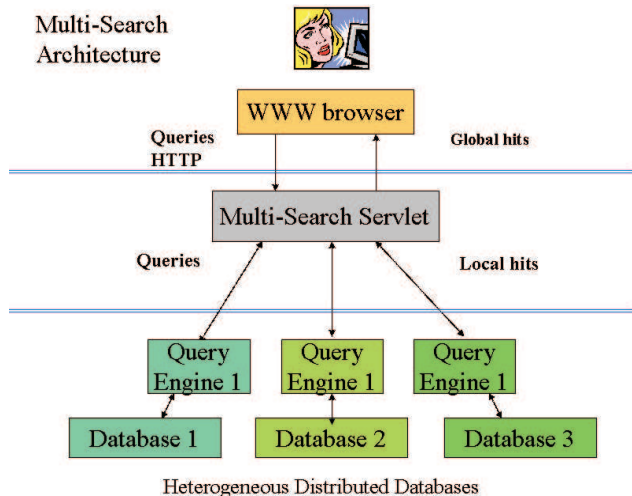 Multi-Search
Architecture
WWW browser
Queries
HTTP
Global hits
Multi-Search Servlet
Queries
Local hits
Query
Engine 1
Query
Engine 1
Query
Engine 1
Database 1
Database 2
Database 3
Heterogeneous Distributed Databases